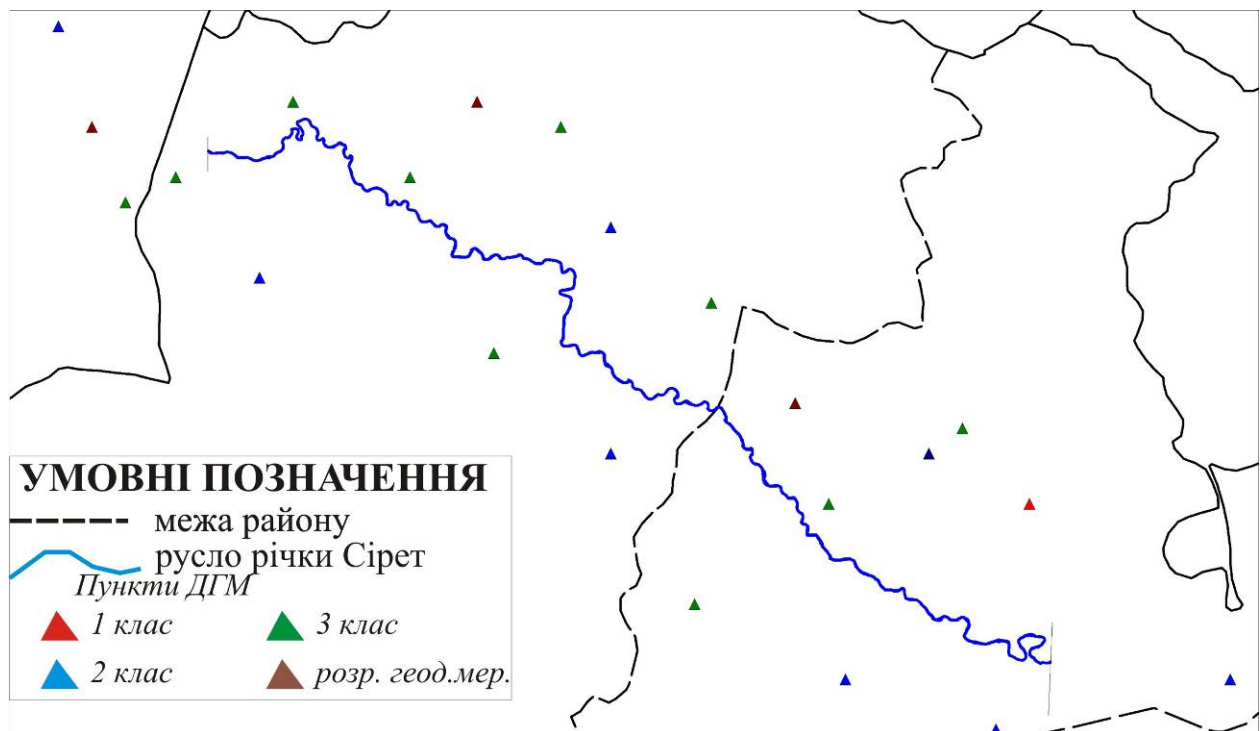 УМОВНІ ПОЗНАЧЕННЯ
межа району
русло річки Сірет
Пункти ДГМ
1 клас
3 клас
2 клас
розр. геод.мер.